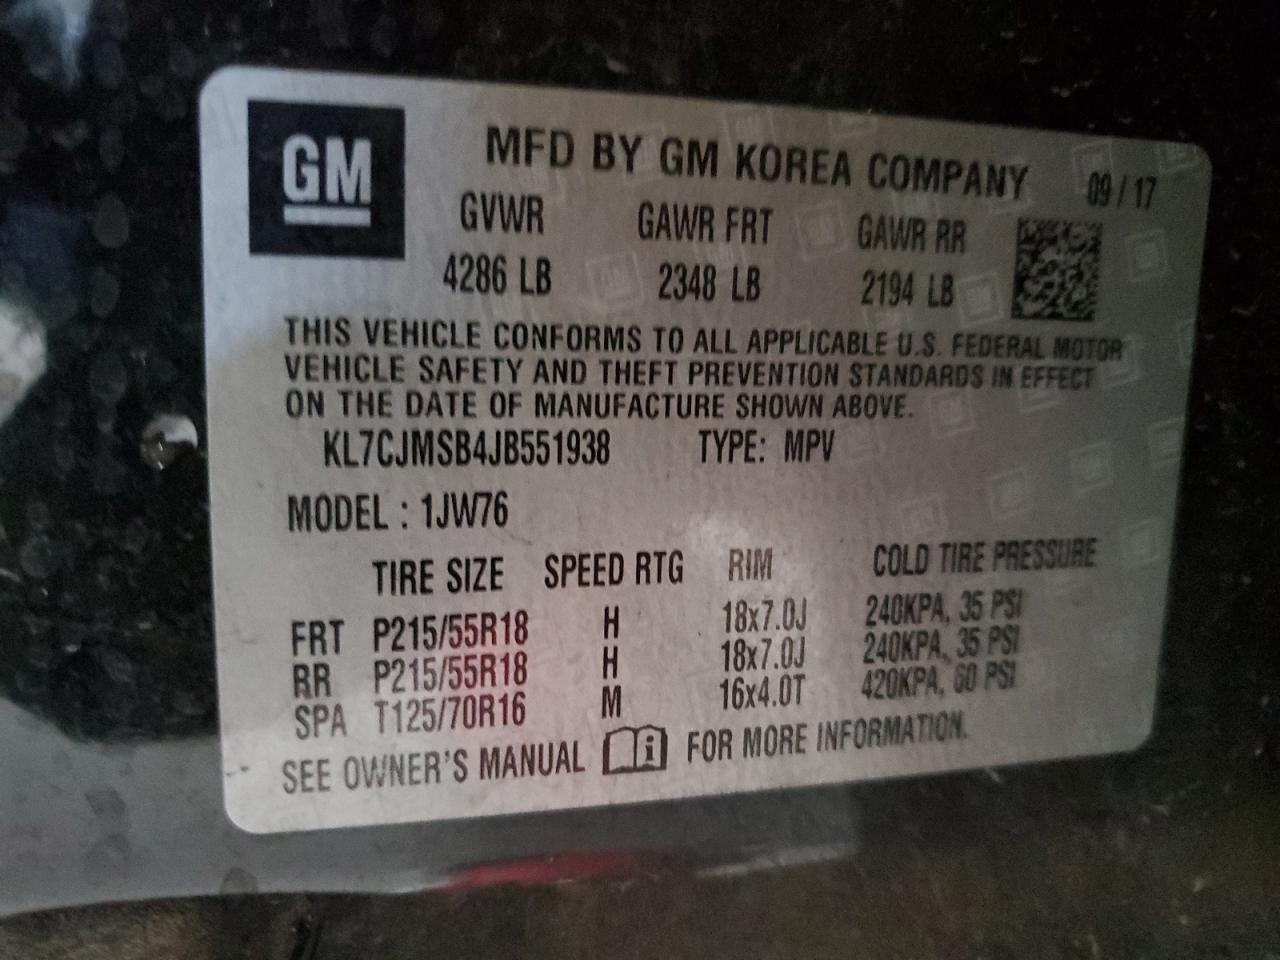 GM
MFD BY GM KOREA COMPANY 09/17
GVWR GAWR FRT GAWR RR
4286 LB 2348 LB 2194 LB
THIS VEHICLE CONFORMS TO ALL APPLICABLE U.S. FEDERAL MOTOR
VEHICLE SAFETY AND THEFT PREVENTION STANDARDS IN EFFECT
ON THE DATE OF MANUFACTURE SHOWN ABOVE.
KL7CJMSB4JB551938 TYPE: MPV
MODEL : 1JW76
TIRE SIZE SPEED RTG RIM COLD TIRE PRESSURE
FRT P215/55R18 H 18x7.0J 240KPA, 35 PSI
RR P215/55R18 H 18x7.0J 240KPA, 35 PSI
SPA T125/70R16 M 16x4.0T 420KPA, 60 PSI
SEE OWNER'S MANUAL i FOR MORE INFORMATION.